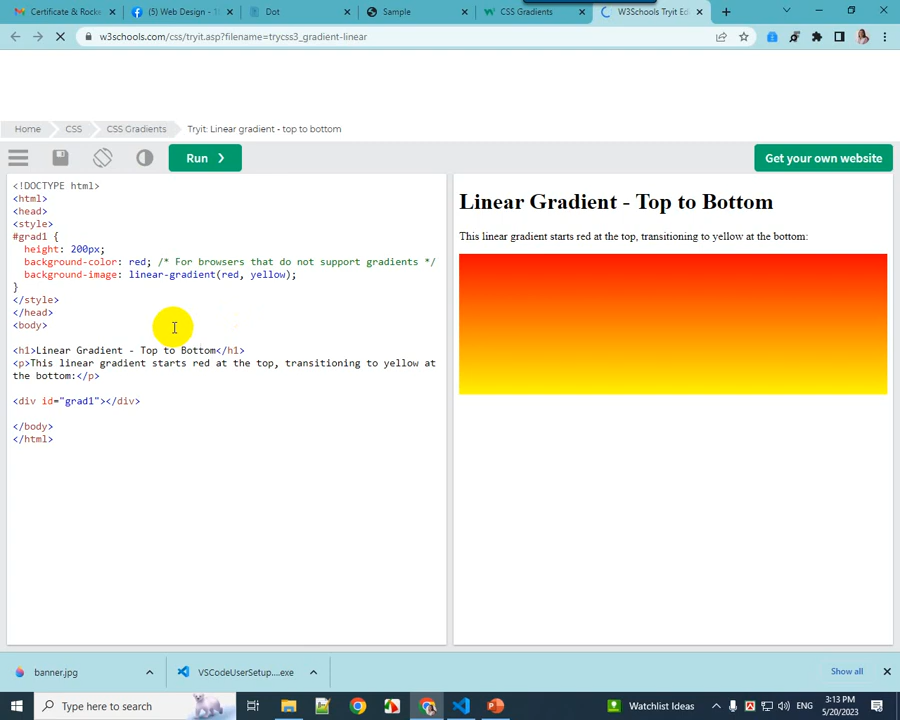 Certificate & Rocks
(5) Web Design - 1
Dot
Sample
CSS Gradients
W3Schools Tryit Ed
w3schools.com/css/tryit.asp?filename=trycss3_gradient-linear
Home
CSS
CSS Gradients
Tryit: Linear gradient - top to bottom
Run
Get your own website
<!DOCTYPE html>
<html>
<head>
<style>
#grad1 {
height: 200px;
background-color: red; /* For browsers that do not support gradients */
background-image: linear-gradient(red, yellow);
}
</style>
</head>
<body>
<h1>Linear Gradient - Top to Bottom</h1>
<p>This linear gradient starts red at the top, transitioning to yellow at
the bottom:</p>
<div id="grad1"></div>
</body>
</html>
Linear Gradient - Top to Bottom
This linear gradient starts red at the top, transitioning to yellow at the bottom:
banner.jpg
VSCodeUserSetup....exe
Show all
Type here to search
Watchlist Ideas
ENG
3:13 PM
5/20/2023